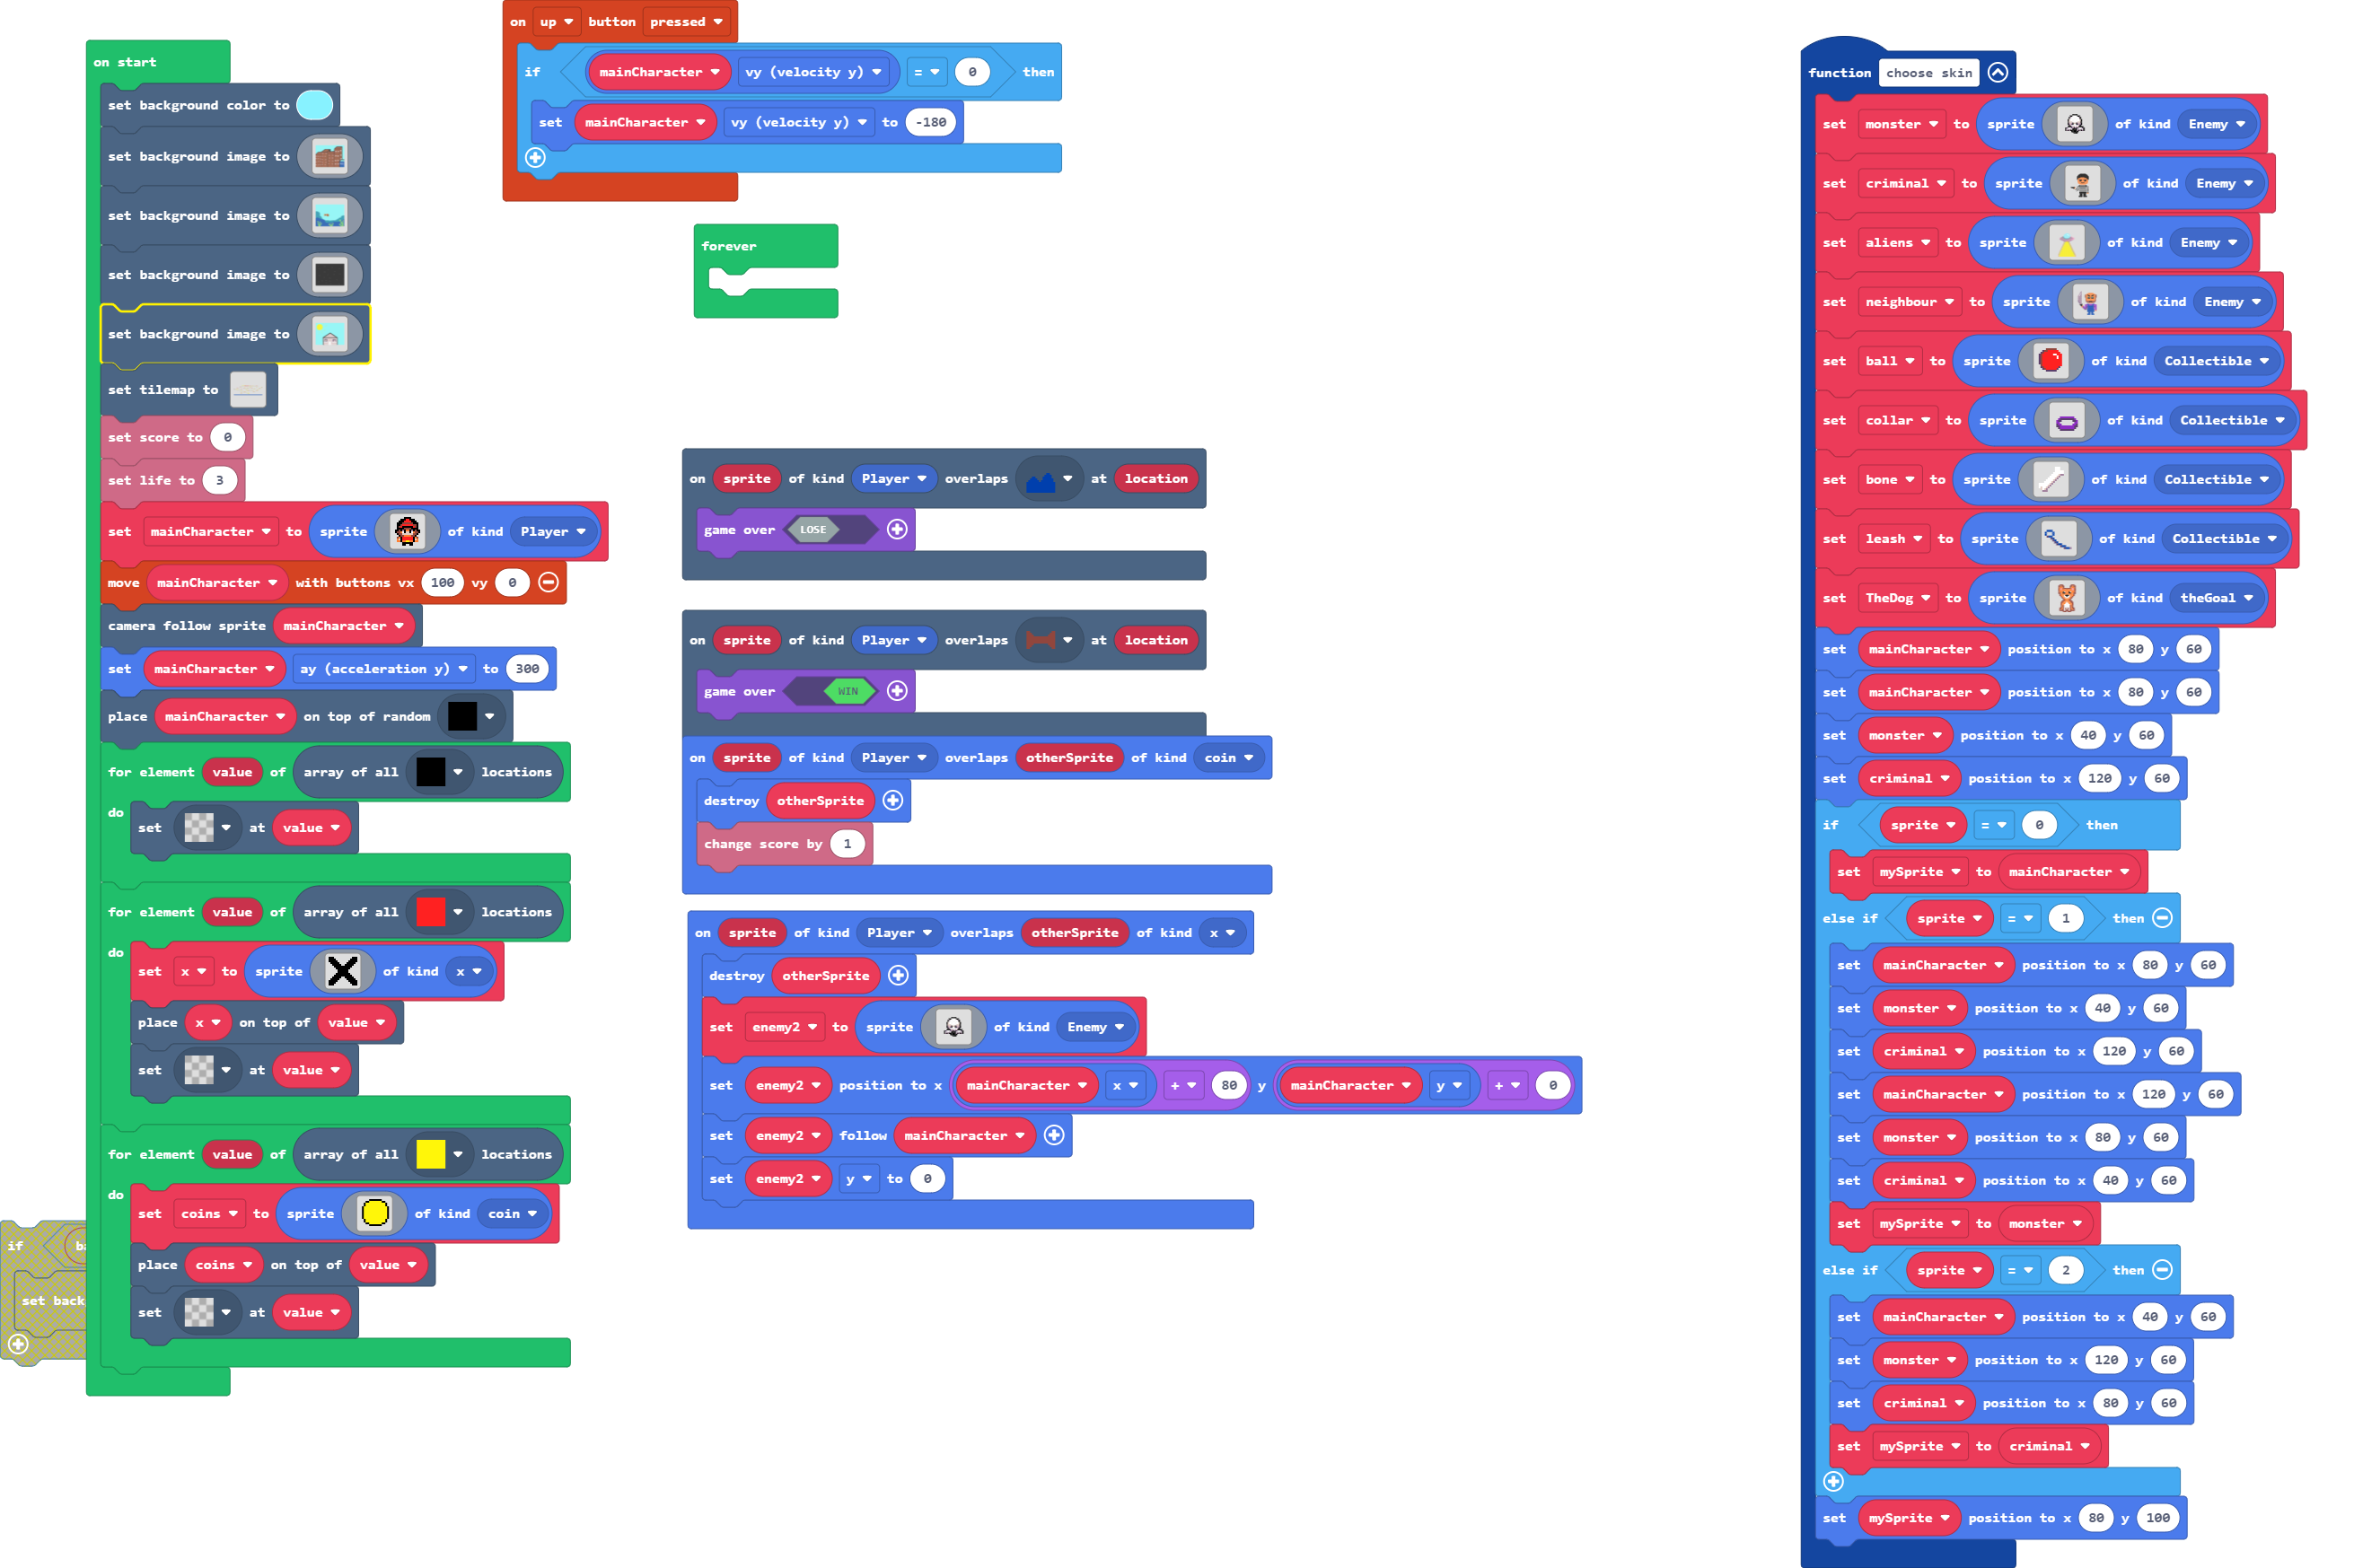 on start
set background color to
set background image to
set background image to
set background image to
set background image to
set tilemap to
set score to 0
set life to 3
set mainCharacter to sprite of kind Player
move mainCharacter with buttons vx 100 vy 0
camera follow sprite mainCharacter
set mainCharacter ay (acceleration y) to 300
place mainCharacter on top of random
for element value of array of all locations
do
set at value
for element value of array of all locations
do
set x to sprite of kind x
place x on top of value
set at value
for element value of array of all locations
do
set coins to sprite of kind coin
place coins on top of value
set at value
if
set
on up button pressed
if mainCharacter vy (velocity y) = 0 then
set mainCharacter vy (velocity y) to -180
forever
on sprite of kind Player overlaps at location
game over LOSE
on sprite of kind Player overlaps at location
game over WIN
on sprite of kind Player overlaps otherSprite of kind coin
destroy otherSprite
change score by 1
on sprite of kind Player overlaps otherSprite of kind x
destroy otherSprite
set enemy2 to sprite of kind Enemy
set enemy2 position to x mainCharacter x + 80 y mainCharacter y + 0
set enemy2 follow mainCharacter
set enemy2 y to 0
function choose skin
set monster to sprite of kind Enemy
set criminal to sprite of kind Enemy
set aliens to sprite of kind Enemy
set neighbour to sprite of kind Enemy
set ball to sprite of kind Collectible
set collar to sprite of kind Collectible
set bone to sprite of kind Collectible
set leash to sprite of kind Collectible
set TheDog to sprite of kind theGoal
set mainCharacter position to x 80 y 60
set mainCharacter position to x 80 y 60
set monster position to x 40 y 60
set criminal position to x 120 y 60
if sprite = 0 then
set mySprite to mainCharacter
else if sprite = 1 then
set mainCharacter position to x 80 y 60
set monster position to x 40 y 60
set criminal position to x 120 y 60
set mainCharacter position to x 120 y 60
set monster position to x 80 y 60
set criminal position to x 40 y 60
set mySprite to monster
else if sprite = 2 then
set mainCharacter position to x 40 y 60
set monster position to x 120 y 60
set criminal position to x 80 y 60
set mySprite to criminal
set mySprite position to x 80 y 100